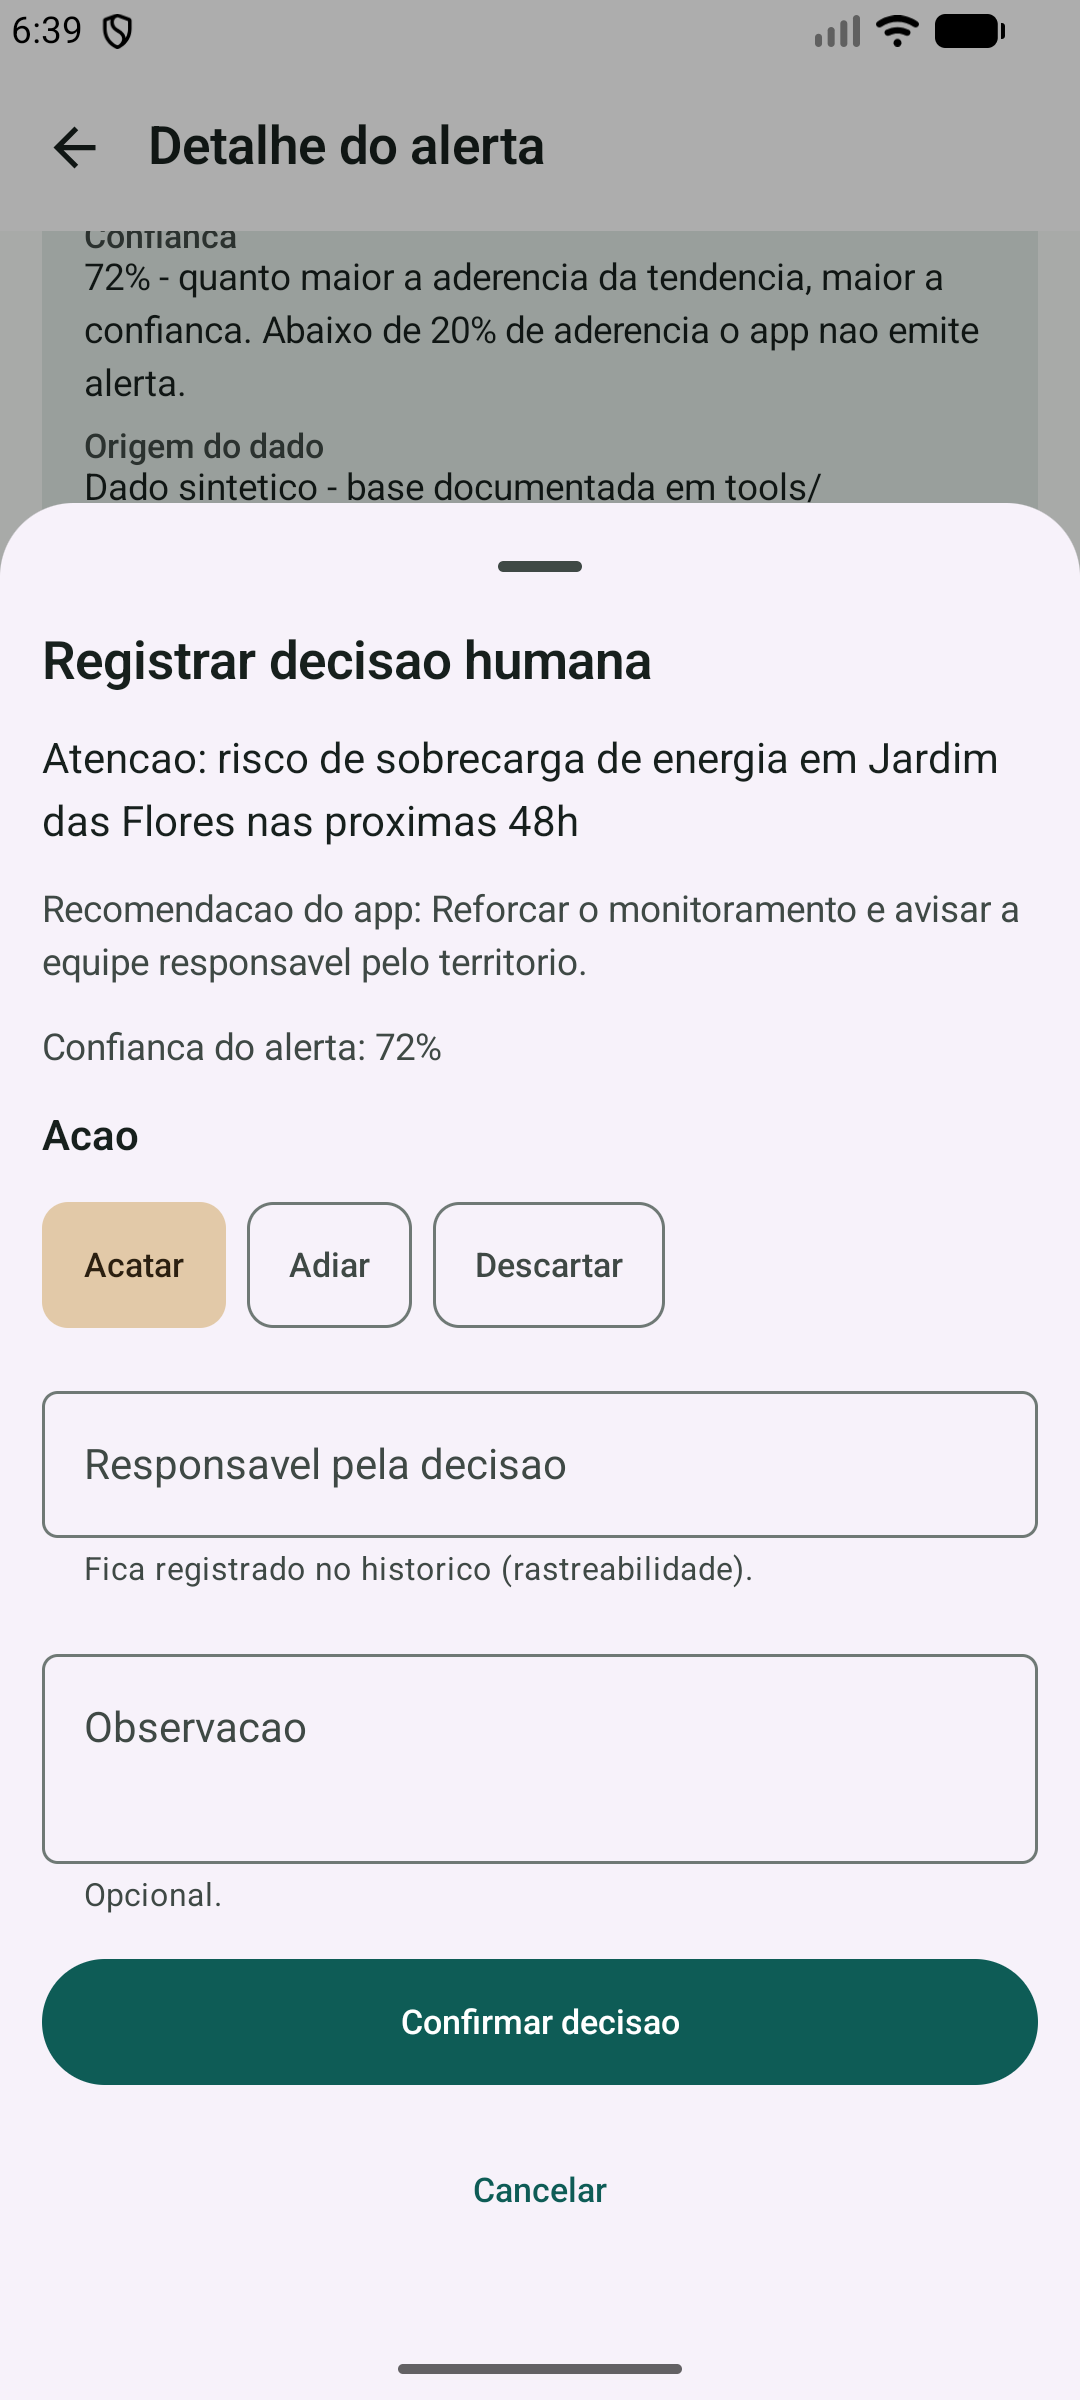 6:39
Detalhe do alerta
Confianca
72% - quanto maior a aderencia da tendencia, maior a
confianca. Abaixo de 20% de aderencia o app nao emite
alerta.
Origem do dado
Dado sintetico - base documentada em tools/
Registrar decisao humana
Atencao: risco de sobrecarga de energia em Jardim
das Flores nas proximas 48h
Recomendacao do app: Reforcar o monitoramento e avisar a
equipe responsavel pelo territorio.
Confianca do alerta: 72%
Acao
Acatar
Adiar
Descartar
Responsavel pela decisao
Fica registrado no historico (rastreabilidade).
Observacao
Opcional.
Confirmar decisao
Cancelar